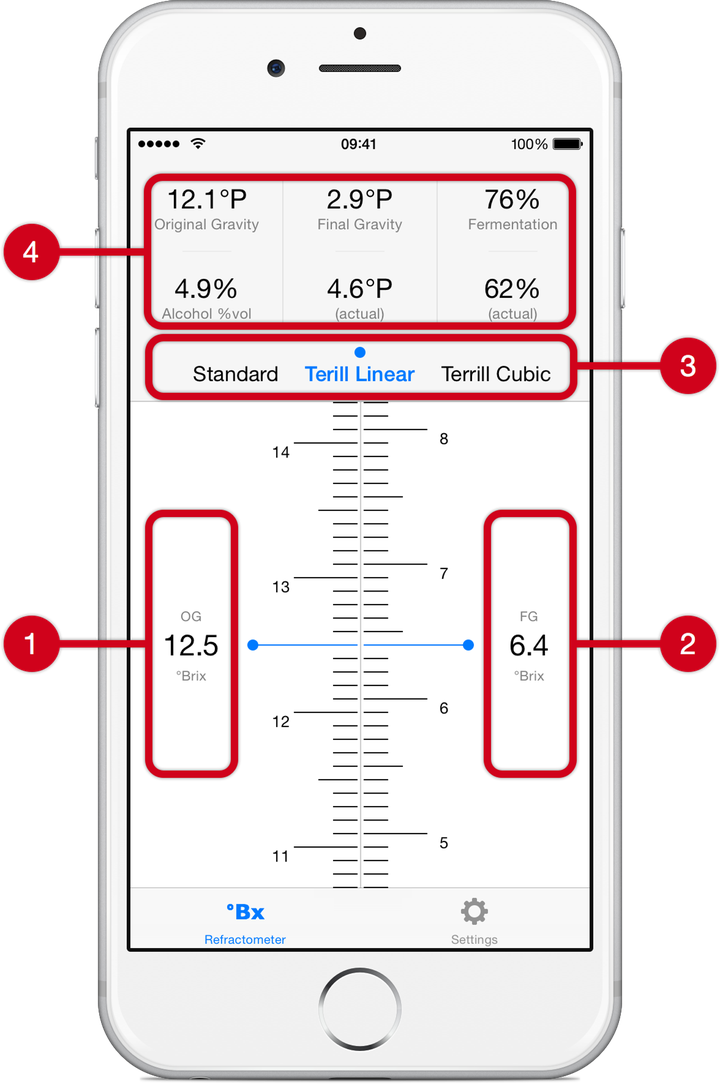 09:41
100%
12.1°P
2.9°P
76%
Original Gravity
Final Gravity
Fermentation
4
4.9%
4.6°P
62%
Alcohol %vol
(actual)
(actual)
3
Standard
Terill Linear
Terrill Cubic
14
8
13
7
1
OG
12.5
°Brix
FG
6.4
°Brix
2
12
6
11
5
°Bx
Refractometer
Settings